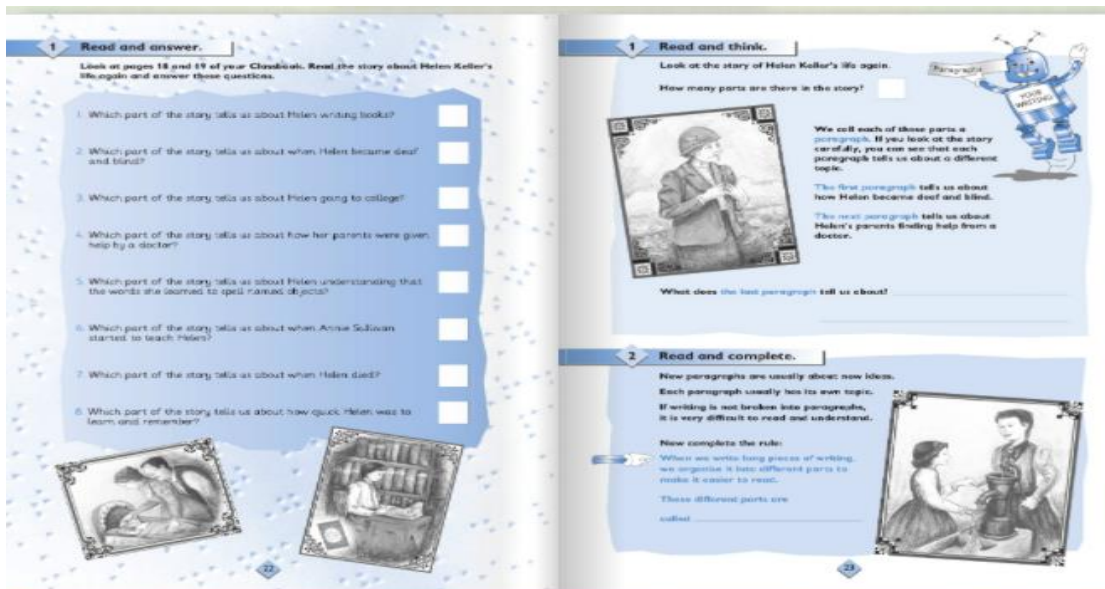 1 Read and answer.
Look at pages 18 and 19 of your Classbook. Read the story about Helen Keller's
life again and answer these questions.
1. Which part of the story tells us about Helen writing books?
2. Which part of the story tells us about when Helen became deaf
and blind?
3. Which part of the story tells us about Helen going to college?
4. Which part of the story tells us about how her parents were given
help by a doctor?
5. Which part of the story tells us about Helen understanding that
the words she learned to spell named objects?
6. Which part of the story tells us about when Annie Sullivan
started to teach Helen?
7. Which part of the story tells us about when Helen died?
8. Which part of the story tells us about how quick Helen was to
learn and remember?
22
1 Read and think.
Look at the story of Helen Keller's life again.
How many parts are there in the story?
Paragraphs
YOUR
WRITING
We call each of these parts a
paragraph. If you look at the story
carefully, you can see that each
paragraph tells us about a different
topic.
The first paragraph tells us about
how Helen became deaf and blind.
The next paragraph tells us about
Helen's parents finding help from a
doctor.
What does the last paragraph tell us about?
2 Read and complete.
New paragraphs are usually about new ideas.
Each paragraph usually has its own topic.
If writing is not broken into paragraphs,
it is very difficult to read and understand.
Now complete the rule:
When we write long pieces of writing,
we organise it into different parts to
make it easier to read.
These different parts are
called
23